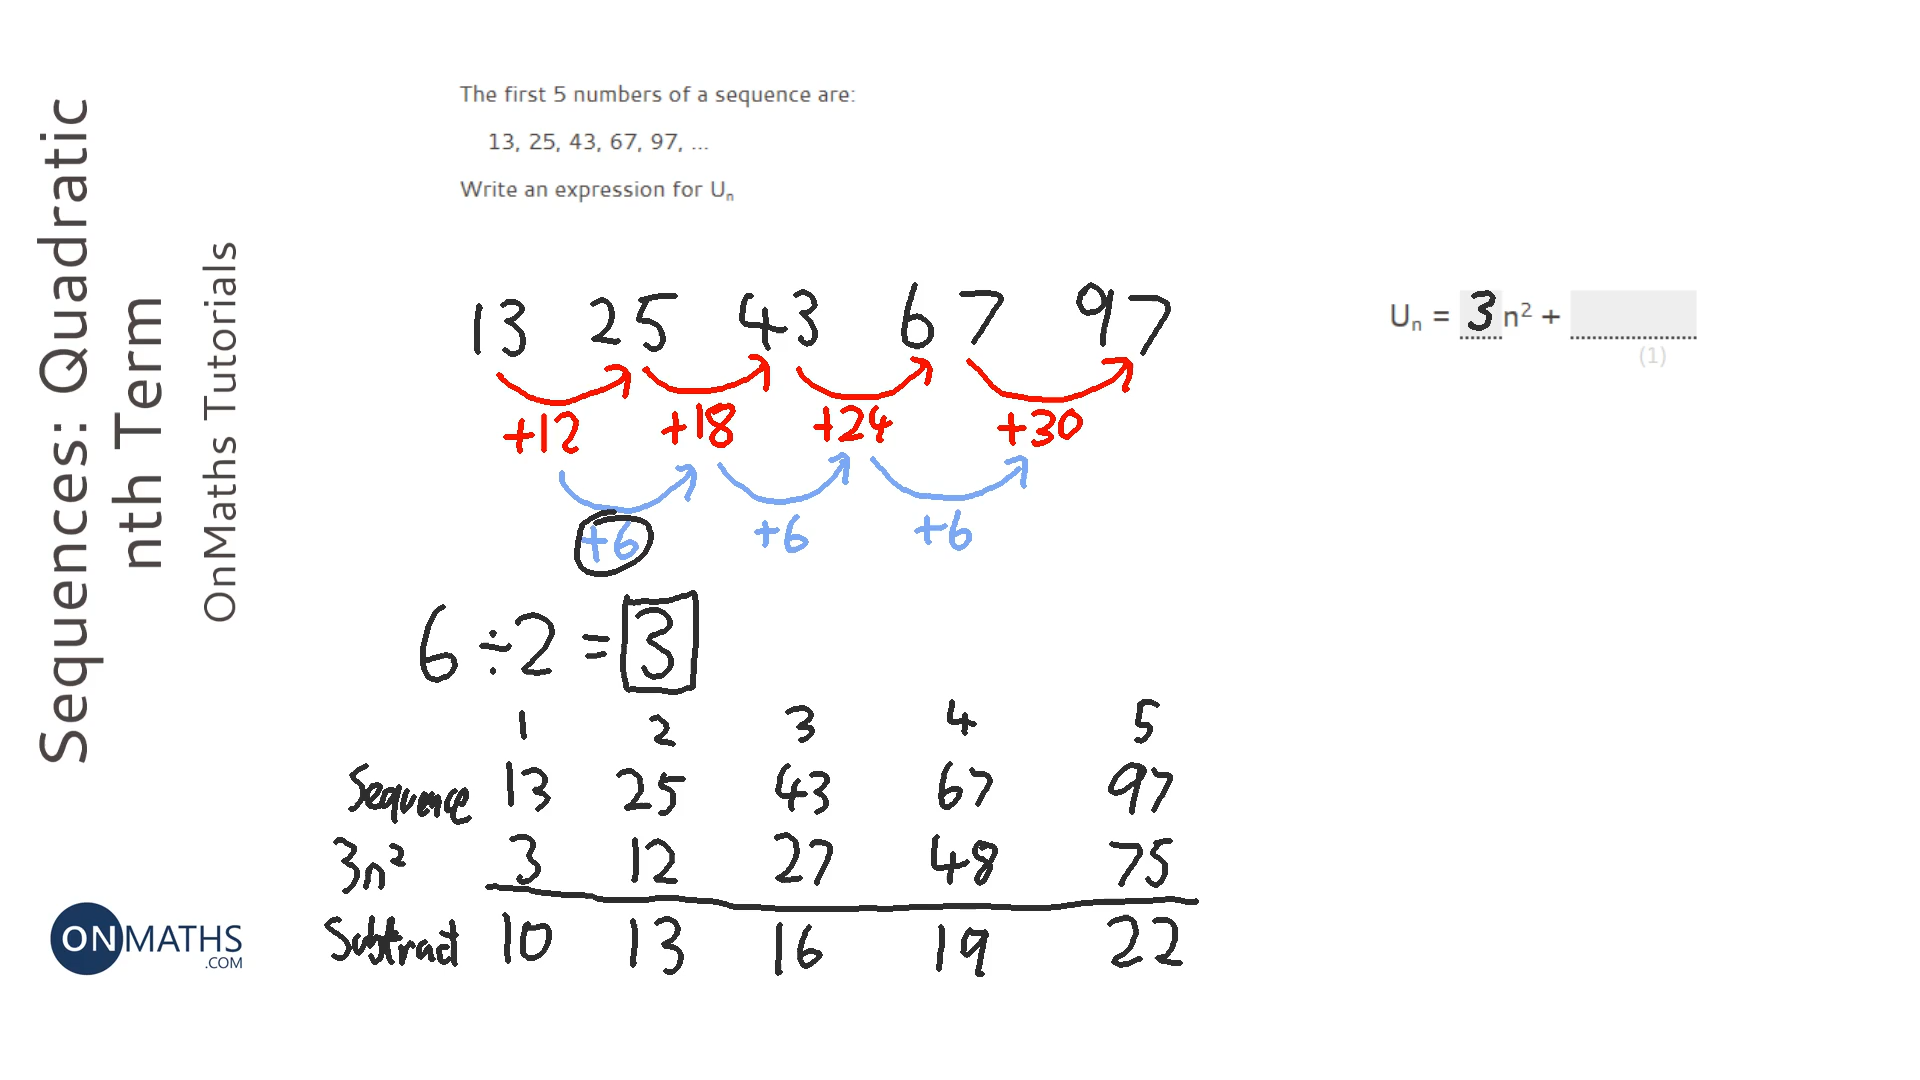 Sequences: Quadratic
nth Term
OnMaths Tutorials
The first 5 numbers of a sequence are:
13, 25, 43, 67, 97, ...
Write an expression for Uₙ
13 25 43 67 97
+12 +18 +24 +30
+6 +6 +6
6 ÷ 2 = 3
1 2 3 4 5
Sequence 13 25 43 67 97
3n² 3 12 27 48 75
Subtract 10 13 16 19 22
Uₙ = 3 n² +
(1)
ONMATHS
.COM